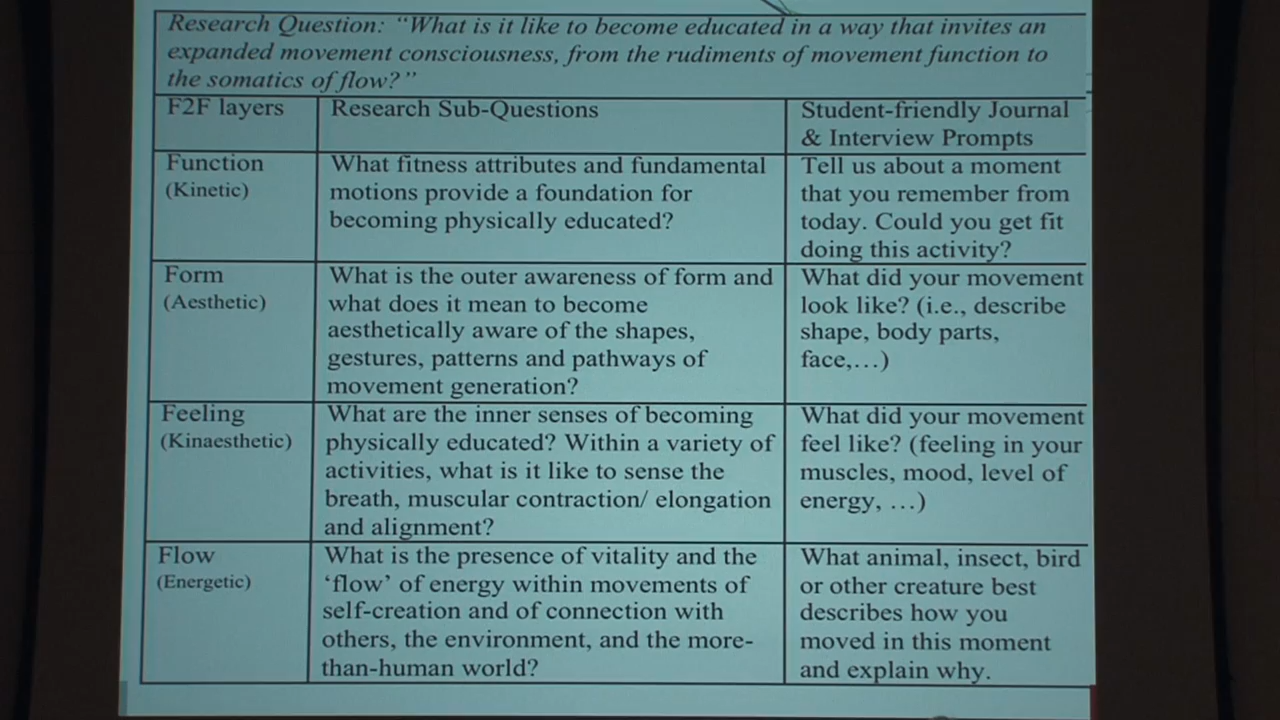 Research Question: “What is it like to become educated in a way that invites an
expanded movement consciousness, from the rudiments of movement function to
the somatics of flow?”
F2F layers
Research Sub-Questions
Student-friendly Journal
& Interview Prompts
Function
(Kinetic)
What fitness attributes and fundamental
motions provide a foundation for
becoming physically educated?
Tell us about a moment
that you remember from
today. Could you get fit
doing this activity?
Form
(Aesthetic)
What is the outer awareness of form and
what does it mean to become
aesthetically aware of the shapes,
gestures, patterns and pathways of
movement generation?
What did your movement
look like? (i.e., describe
shape, body parts,
face,...)
Feeling
(Kinaesthetic)
What are the inner senses of becoming
physically educated? Within a variety of
activities, what is it like to sense the
breath, muscular contraction/ elongation
and alignment?
What did your movement
feel like? (feeling in your
muscles, mood, level of
energy, ...)
Flow
(Energetic)
What is the presence of vitality and the
‘flow’ of energy within movements of
self-creation and of connection with
others, the environment, and the more-
than-human world?
What animal, insect, bird
or other creature best
describes how you
moved in this moment
and explain why.